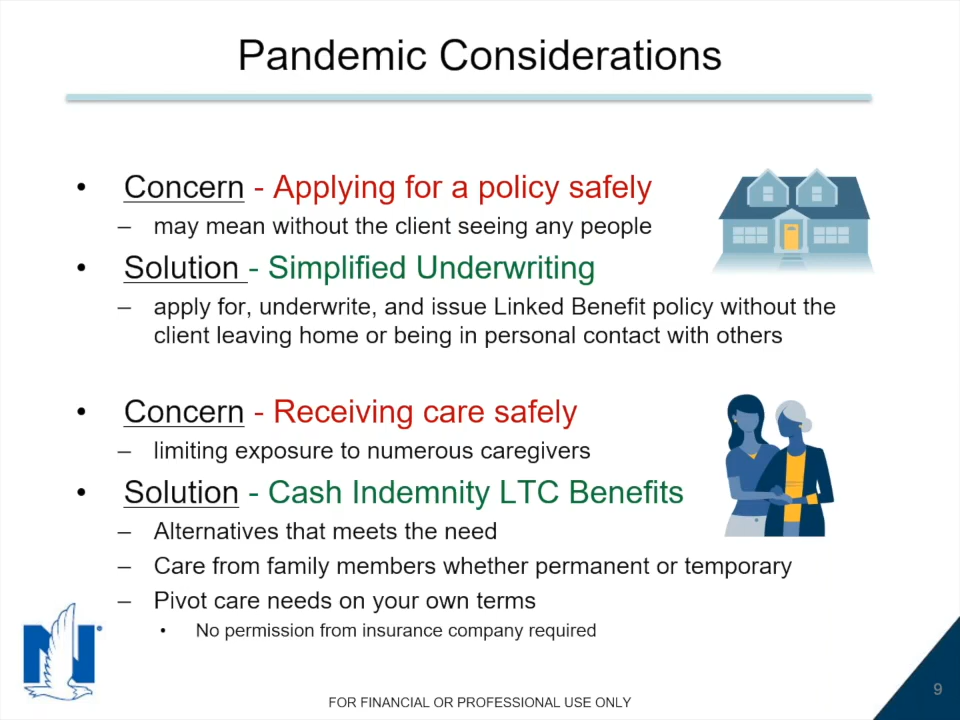 Pandemic Considerations
• Concern - Applying for a policy safely
– may mean without the client seeing any people
• Solution - Simplified Underwriting
– apply for, underwrite, and issue Linked Benefit policy without the
client leaving home or being in personal contact with others
• Concern - Receiving care safely
– limiting exposure to numerous caregivers
• Solution - Cash Indemnity LTC Benefits
– Alternatives that meets the need
– Care from family members whether permanent or temporary
– Pivot care needs on your own terms
• No permission from insurance company required
N
FOR FINANCIAL OR PROFESSIONAL USE ONLY
9